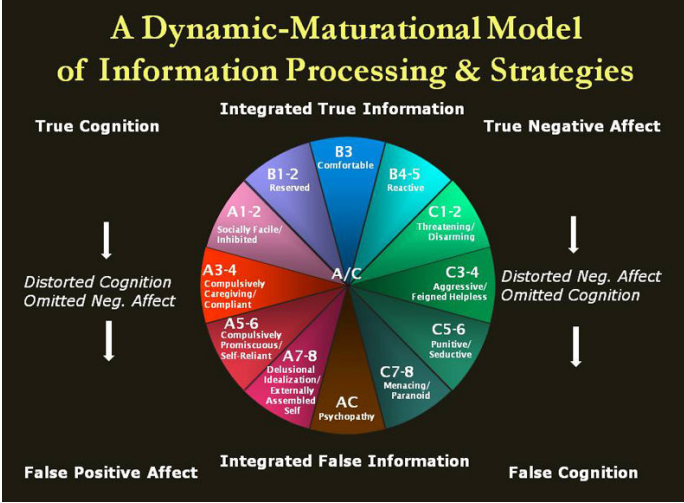 A Dynamic-Maturational Model
of Information Processing & Strategies
Integrated True Information
True Cognition
True Negative Affect
B3
Comfortable
B1-2
Reserved
B4-5
Reactive
A1-2
Socially Facile/
Inhibited
C1-2
Threatening/
Disarming
A/C
A3-4
Compulsively
Caregiving/
Compliant
C3-4
Aggressive/
Feigned Helpless
Distorted Cognition
Omitted Neg. Affect
Distorted Neg. Affect
Omitted Cognition
A5-6
Compulsively
Promiscuous/
Self-Reliant
C5-6
Punitive/
Seductive
A7-8
Delusional
Idealization/
Externally
Assembled
Self
C7-8
Menacing/
Paranoid
AC
Psychopathy
Integrated False Information
False Positive Affect
False Cognition